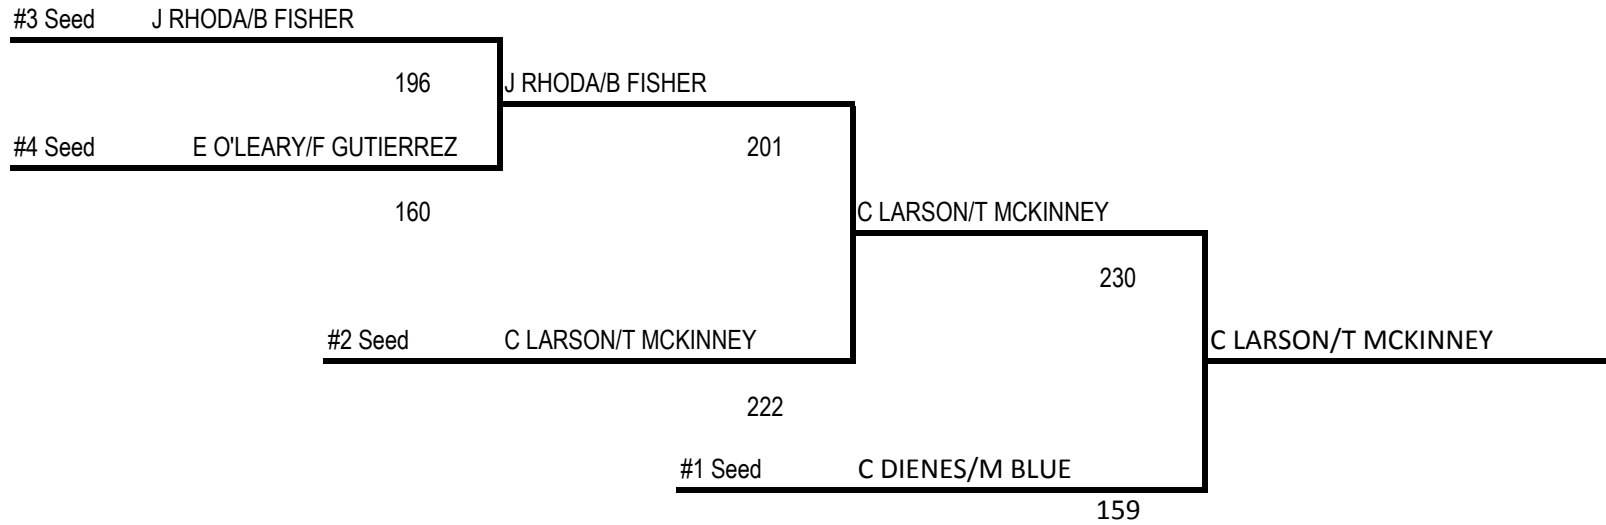 #3 Seed J RHODA/B FISHER
196 J RHODA/B FISHER
#4 Seed E O'LEARY/F GUTIERREZ 201
160 C LARSON/T MCKINNEY
230
#2 Seed C LARSON/T MCKINNEY C LARSON/T MCKINNEY
222
#1 Seed C DIENES/M BLUE
159